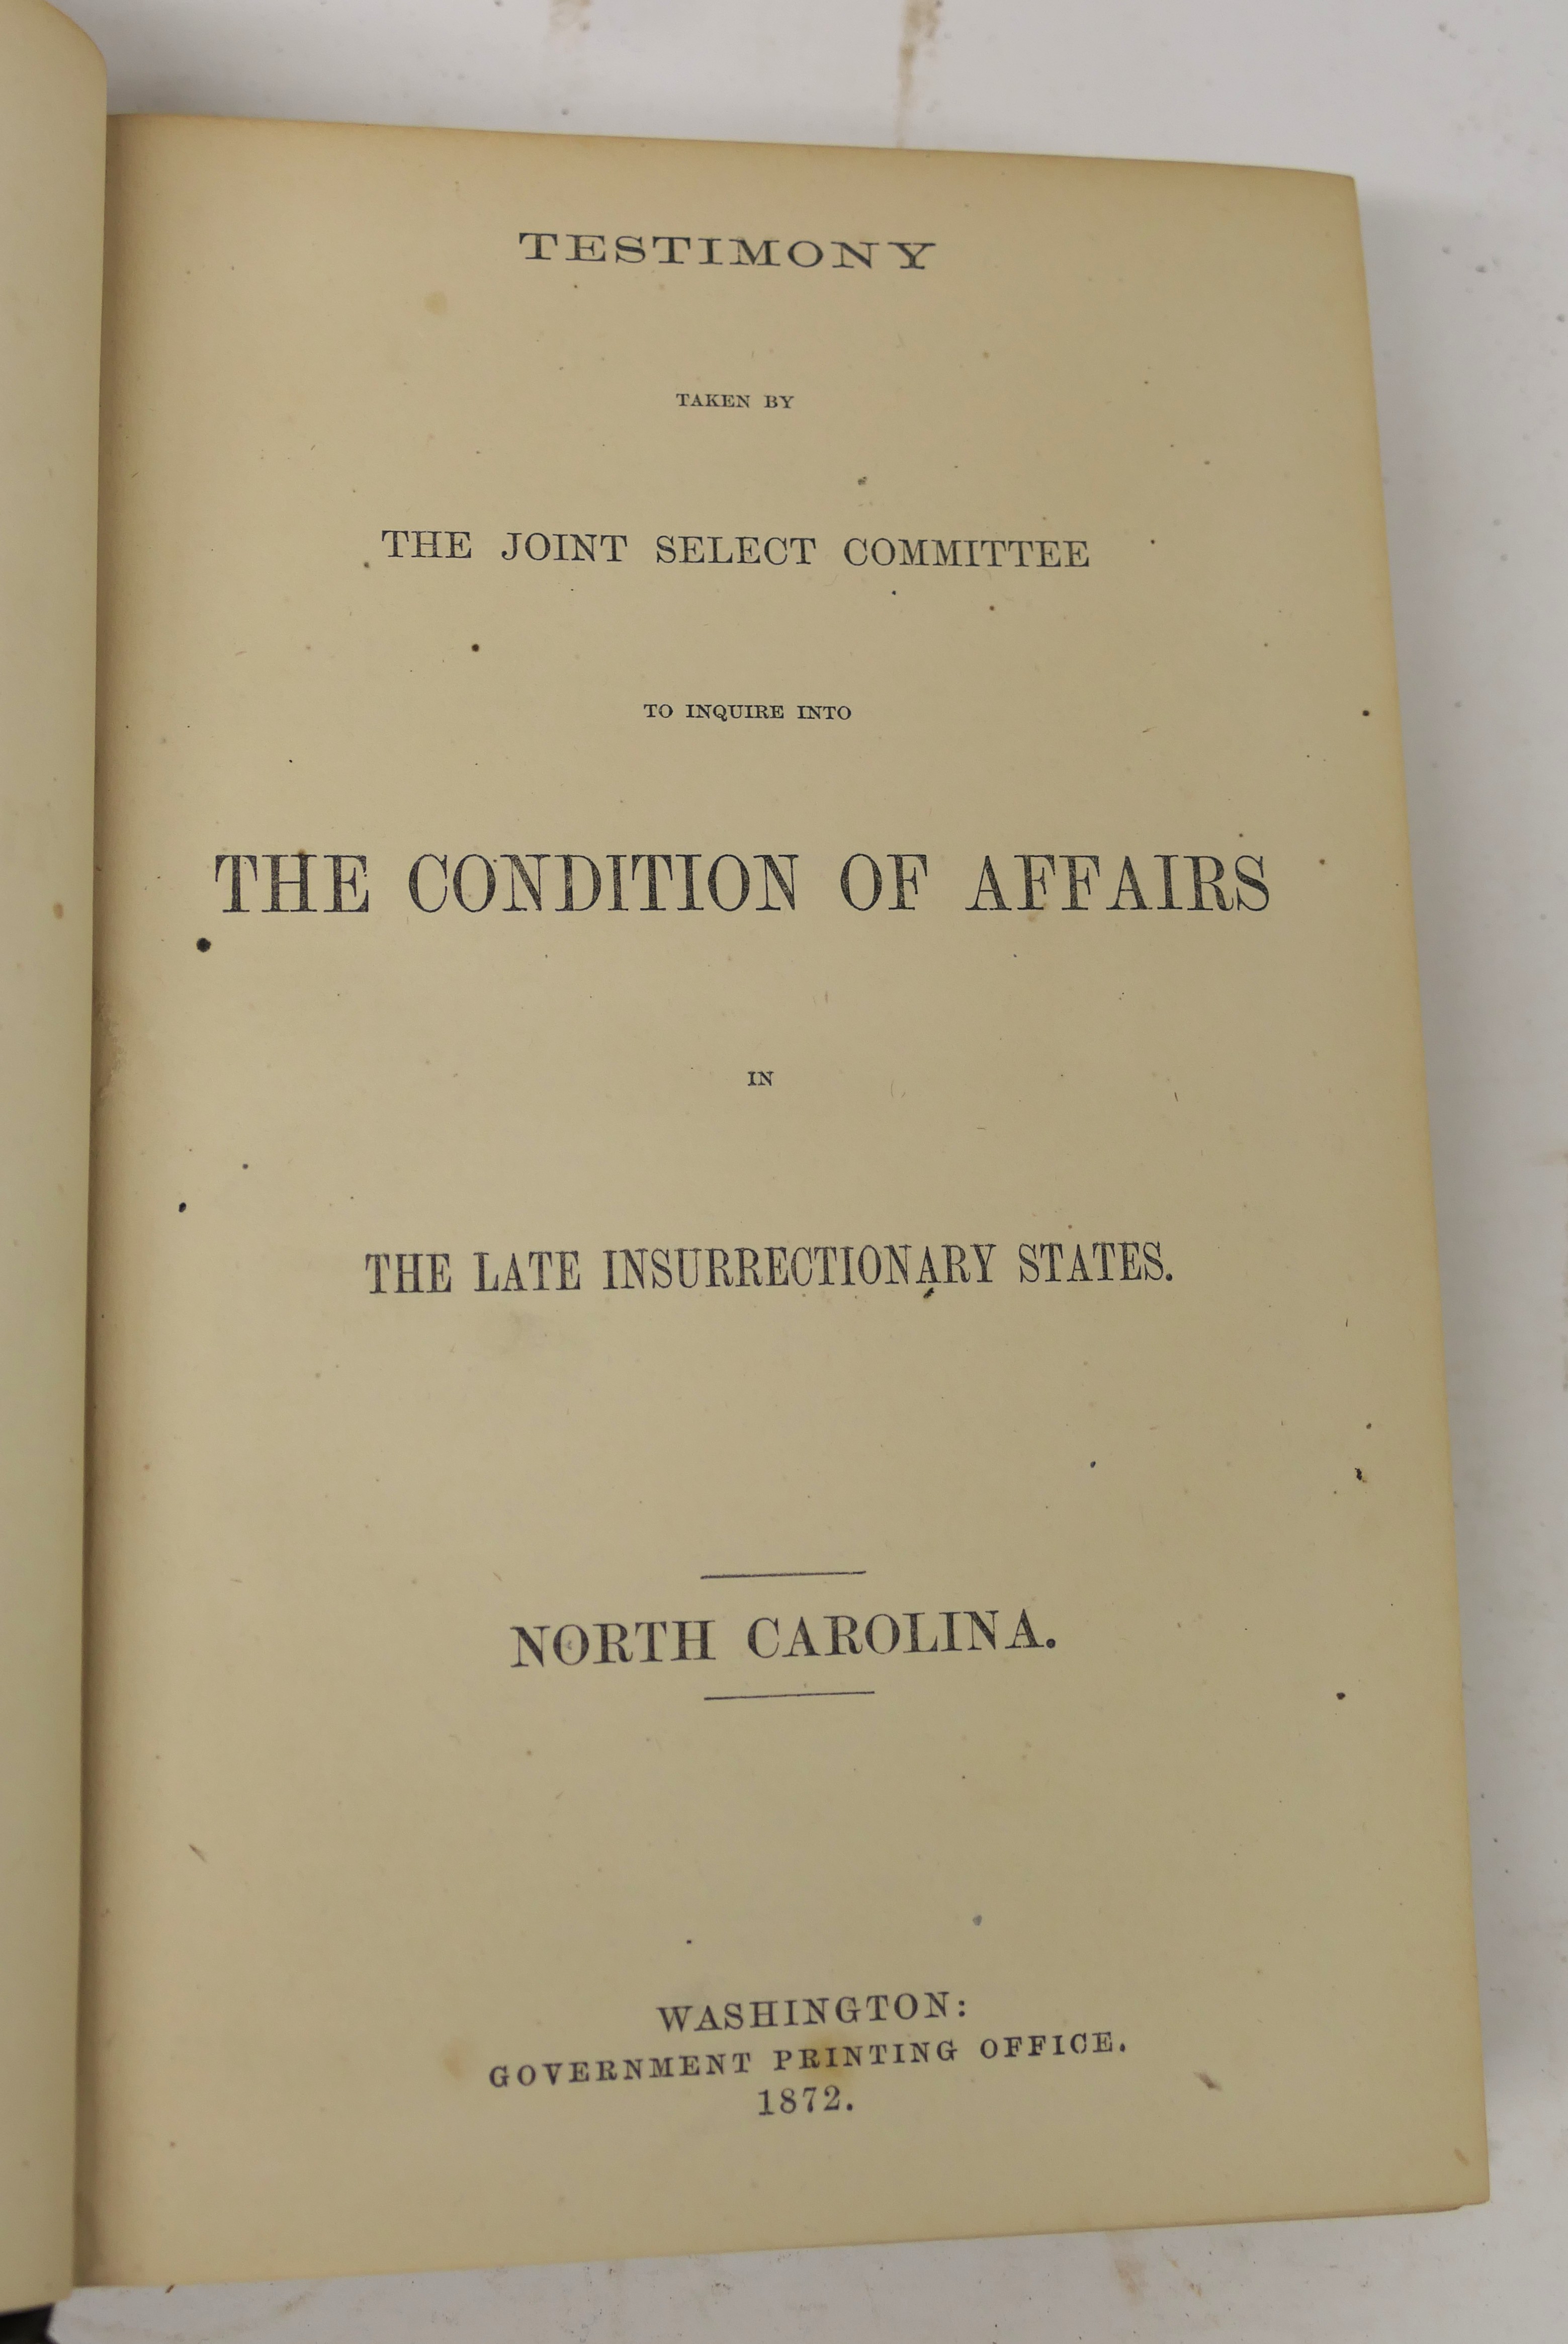 TESTIMONY
TAKEN BY
THE JOINT SELECT COMMITTEE
TO INQUIRE INTO
THE CONDITION OF AFFAIRS
IN
THE LATE INSURRECTIONARY STATES.
NORTH CAROLINA.
WASHINGTON:
GOVERNMENT PRINTING OFFICE.
1872.